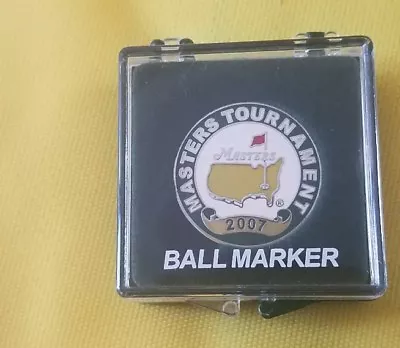 MASTERS TOURNAMENT
Masters
®
2007
BALL MARKER